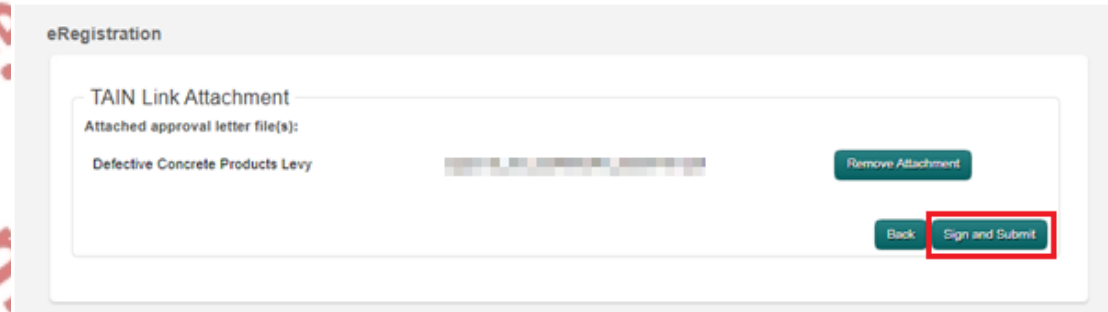 eRegistration
TAIN Link Attachment
Attached approval letter file(s):
Defective Concrete Products Levy
Remove Attachment
Back
Sign and Submit